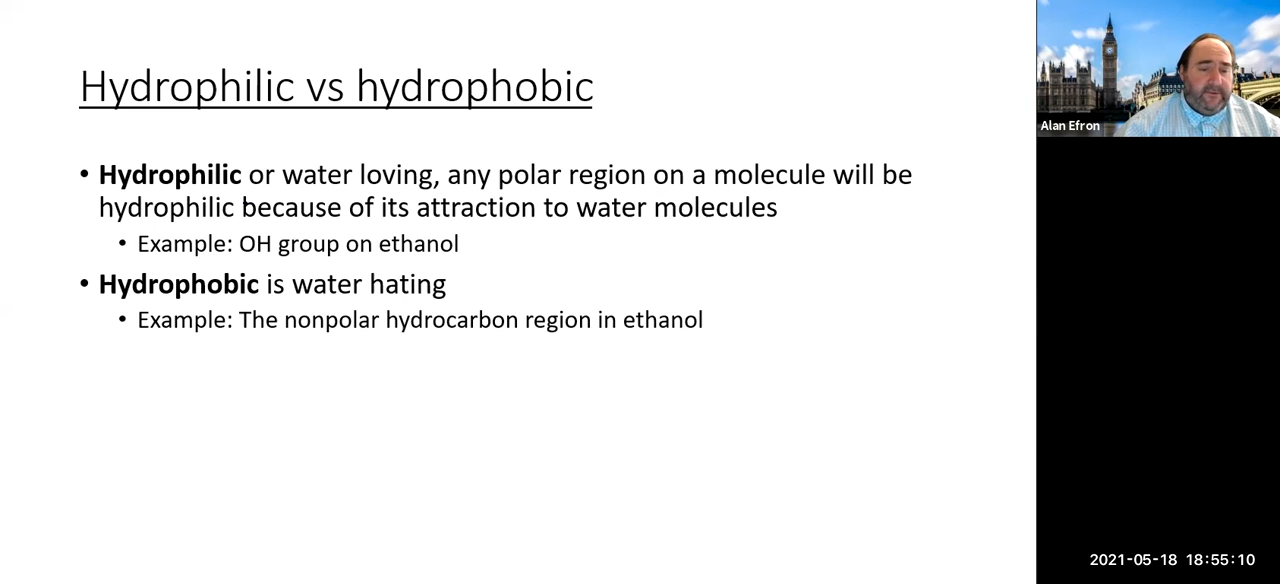 Hydrophilic vs hydrophobic
• Hydrophilic or water loving, any polar region on a molecule will be
hydrophilic because of its attraction to water molecules
• Example: OH group on ethanol
• Hydrophobic is water hating
• Example: The nonpolar hydrocarbon region in ethanol
Alan Efron
2021-05-18 18:55:10